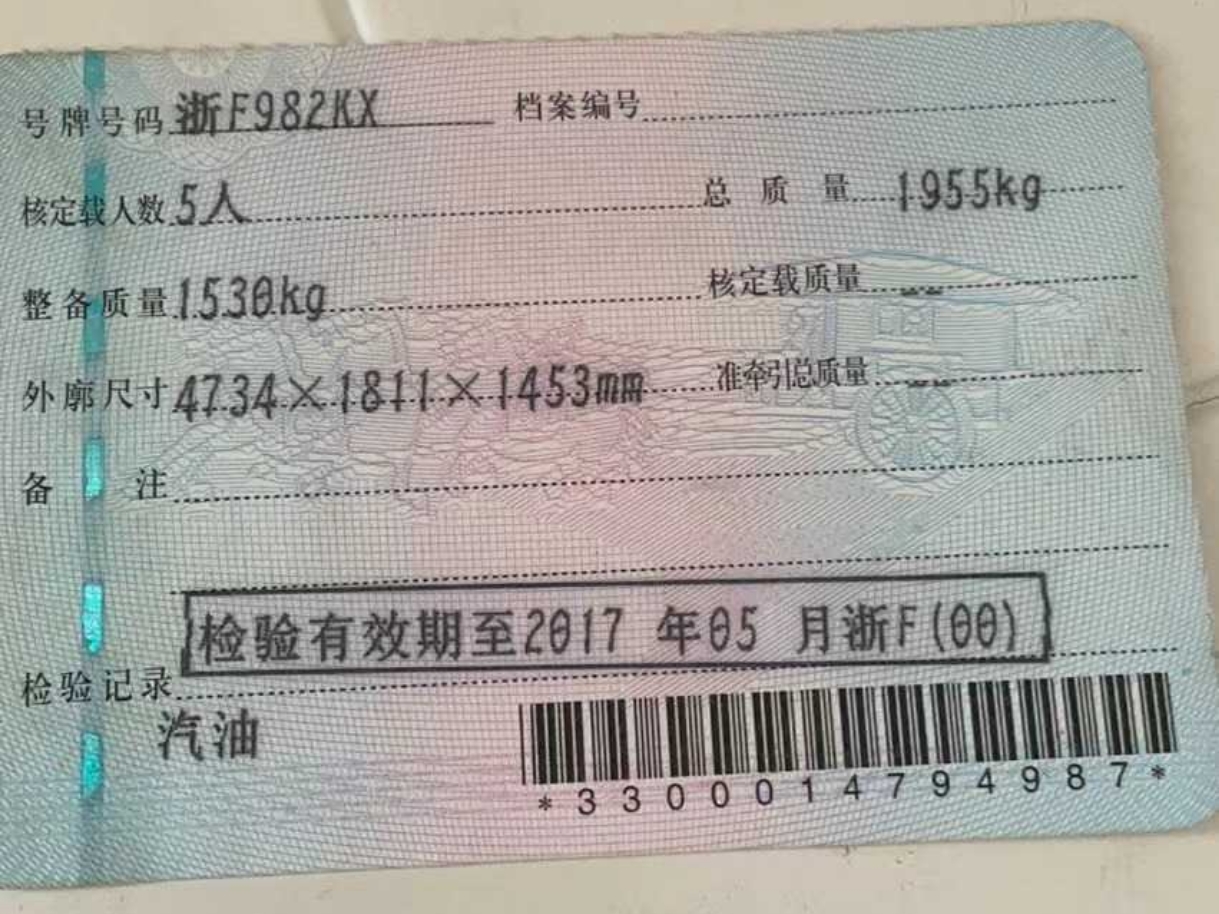 号牌号码 浙F982KX 档案编号
核定载人数 5人 总质量 1955kg
整备质量 1530kg 核定载质量 --
外廓尺寸 4734×1811×1453mm 准牵引总质量 --
备注
检验有效期至2017 年05 月浙F(00)
检验记录
汽油
*3300014794987*